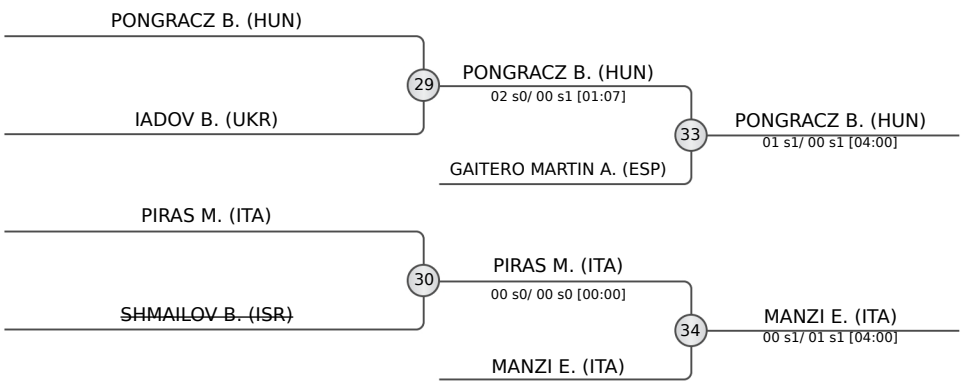 PONGRACZ B. (HUN)
29
PONGRACZ B. (HUN)
02 s0/ 00 s1 [01:07]
IADOV B. (UKR)
33
PONGRACZ B. (HUN)
01 s1/ 00 s1 [04:00]
GAITERO MARTIN A. (ESP)
PIRAS M. (ITA)
30
PIRAS M. (ITA)
00 s0/ 00 s0 [00:00]
SHMAILOV B. (ISR)
34
MANZI E. (ITA)
00 s1/ 01 s1 [04:00]
MANZI E. (ITA)